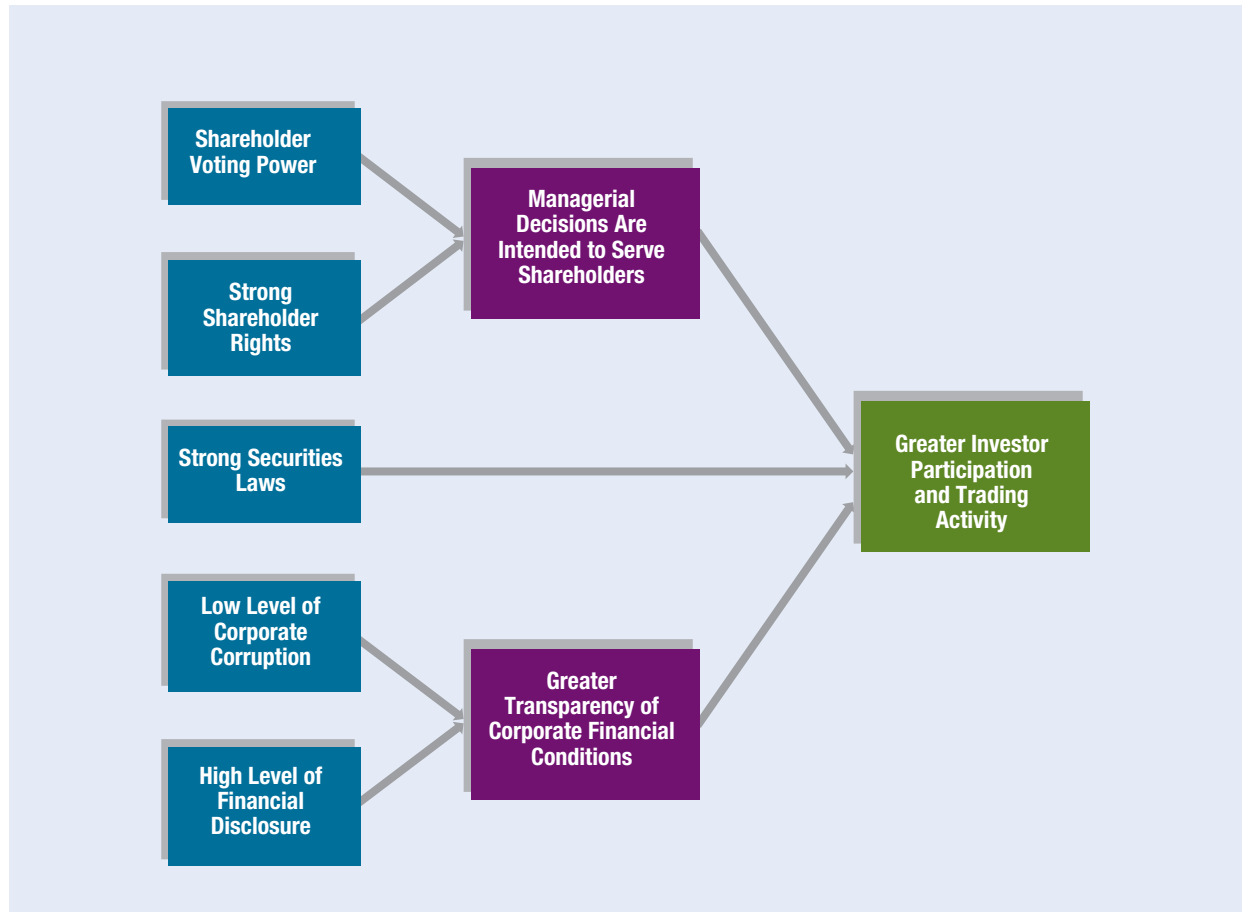 Shareholder
Voting Power
Managerial
Decisions Are
Intended to Serve
Shareholders
Strong
Shareholder
Rights
Strong Securities
Laws
Greater Investor
Participation
and Trading
Activity
Low Level of
Corporate
Corruption
Greater
Transparency of
Corporate Financial
Conditions
High Level of
Financial
Disclosure